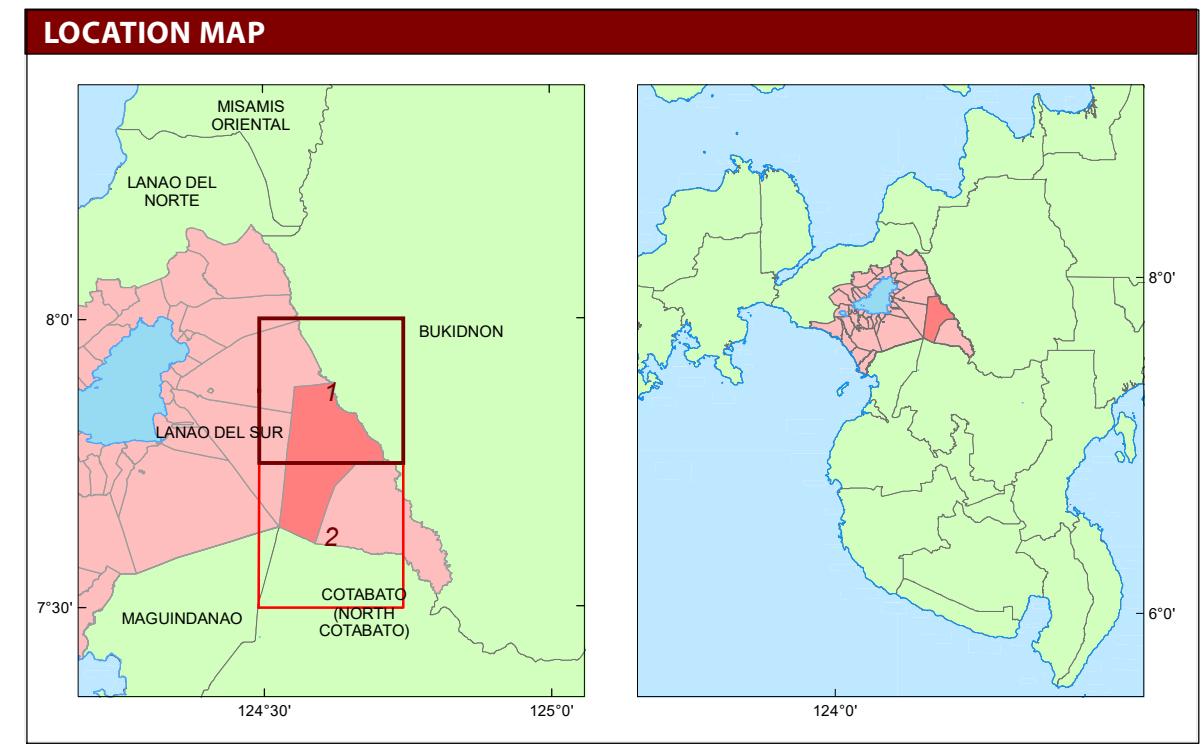 LOCATION MAP
MISAMIS
ORIENTAL
LANAO DEL
NORTE
8°0'
BUKIDNON
1
LANAO DEL SUR
2
7°30'
MAGUINDANAO
COTABATO
(NORTH
COTABATO)
124°30'
125°0'
8°0'
6°0'
124°0'